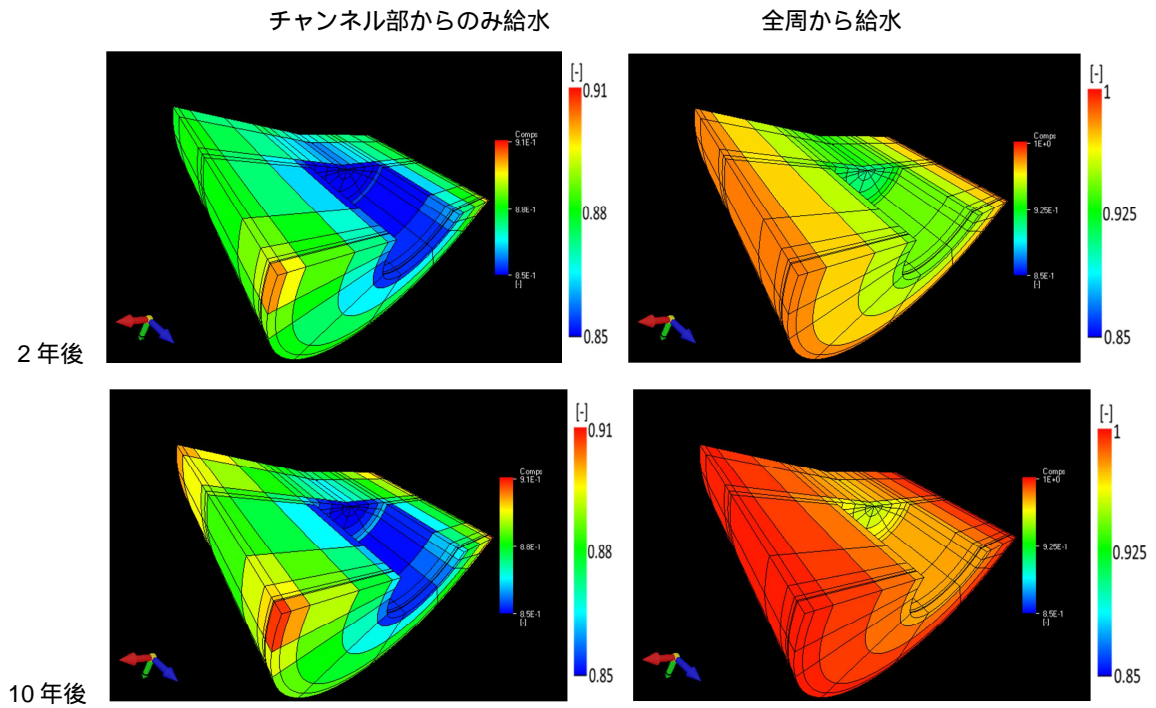 チャンネル部からのみ給水
全周から給水
2 年後
Comps
9.1E-1
8.8E-1
8.5E-1
[-]
[-]
0.91
0.88
0.85
Comps
1E+0
9.25E-1
8.5E-1
[-]
[-]
1
0.925
0.85
10 年後
Comps
9.1E-1
8.8E-1
8.5E-1
[-]
[-]
0.91
0.88
0.85
Comps
1E+0
9.25E-1
8.5E-1
[-]
[-]
1
0.925
0.85